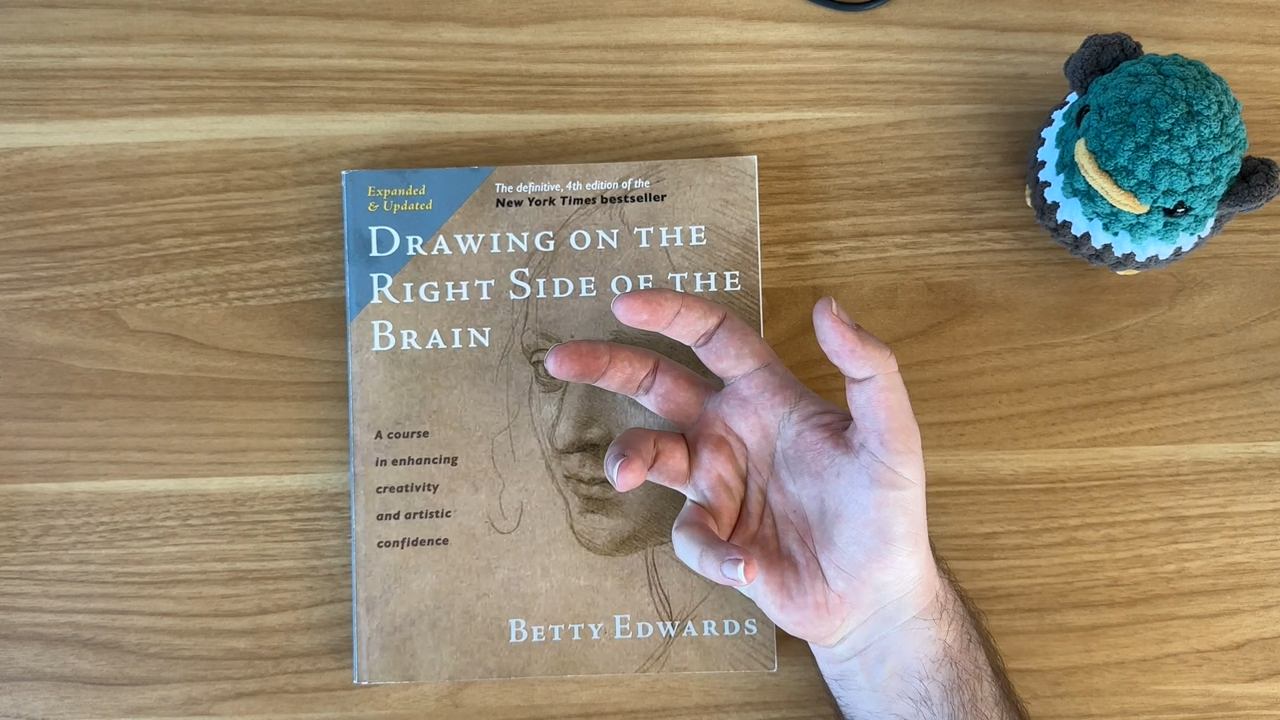 Expanded
& Updated
The definitive, 4th edition of the
New York Times bestseller
DRAWING ON THE
RIGHT SIDE OF THE
BRAIN
A course
in enhancing
creativity
and artistic
confidence
BETTY EDWARDS